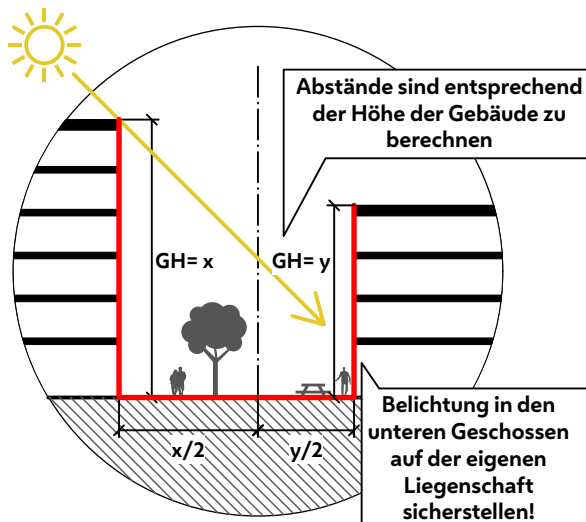 Abstände sind entsprechend
der Höhe der Gebäude zu
berechnen
GH= x
GH= y
x/2
y/2
Belichtung in den
unteren Geschossen
auf der eigenen
Liegenschaft
sicherstellen!